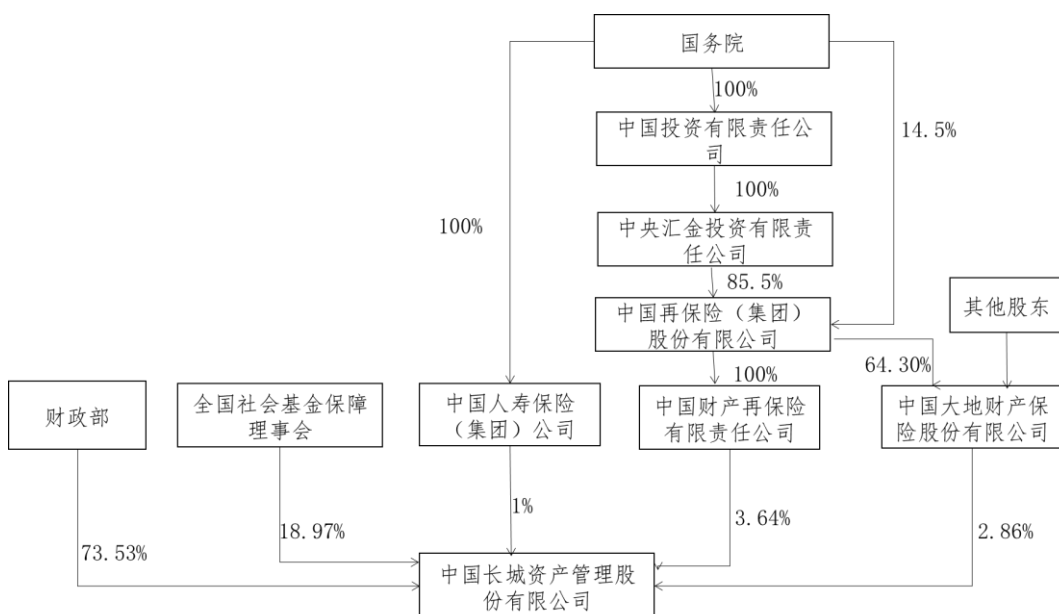 国务院
100%
14.5%
中国投资有限责任公
司
100%
100%
中央汇金投资有限责
任公司
85.5%
中国再保险（集团）
股份有限公司
其他股东
100%
64.30%
财政部
全国社会基金保障
理事会
中国人寿保险
（集团）公司
中国财产再保险
有限责任公司
中国大地财产保
险股份有限公司
73.53%
18.97%
1%
3.64%
2.86%
中国长城资产管理股
份有限公司